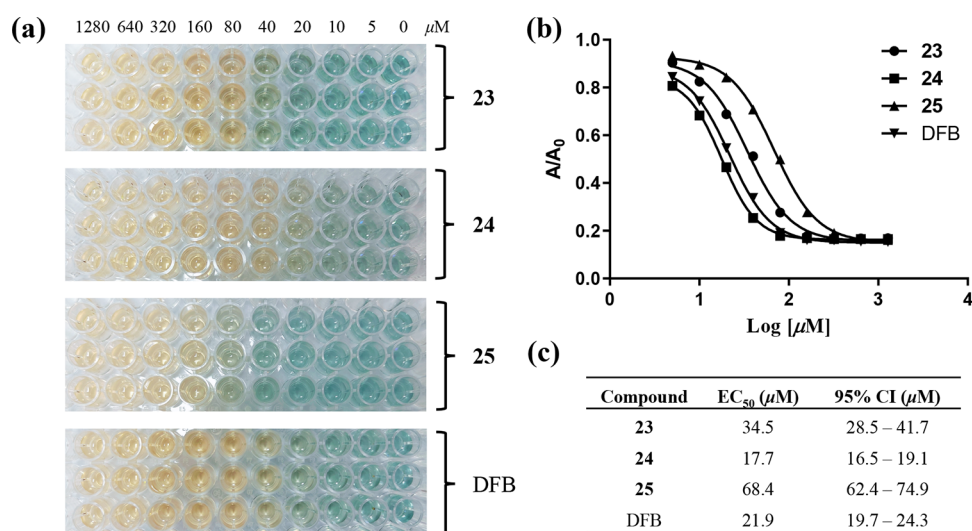 (a)
1280 640 320 160 80 40 20 10 5 0 μM
23
24
25
DFB
(b)
1.0
0.8
0.6
0.4
0.2
0.0
A/A0
0 1 2 3 4
Log [μM]
23
24
25
DFB
(c)
Compound EC50 (μM) 95% CI (μM)
23 34.5 28.5 – 41.7
24 17.7 16.5 – 19.1
25 68.4 62.4 – 74.9
DFB 21.9 19.7 – 24.3